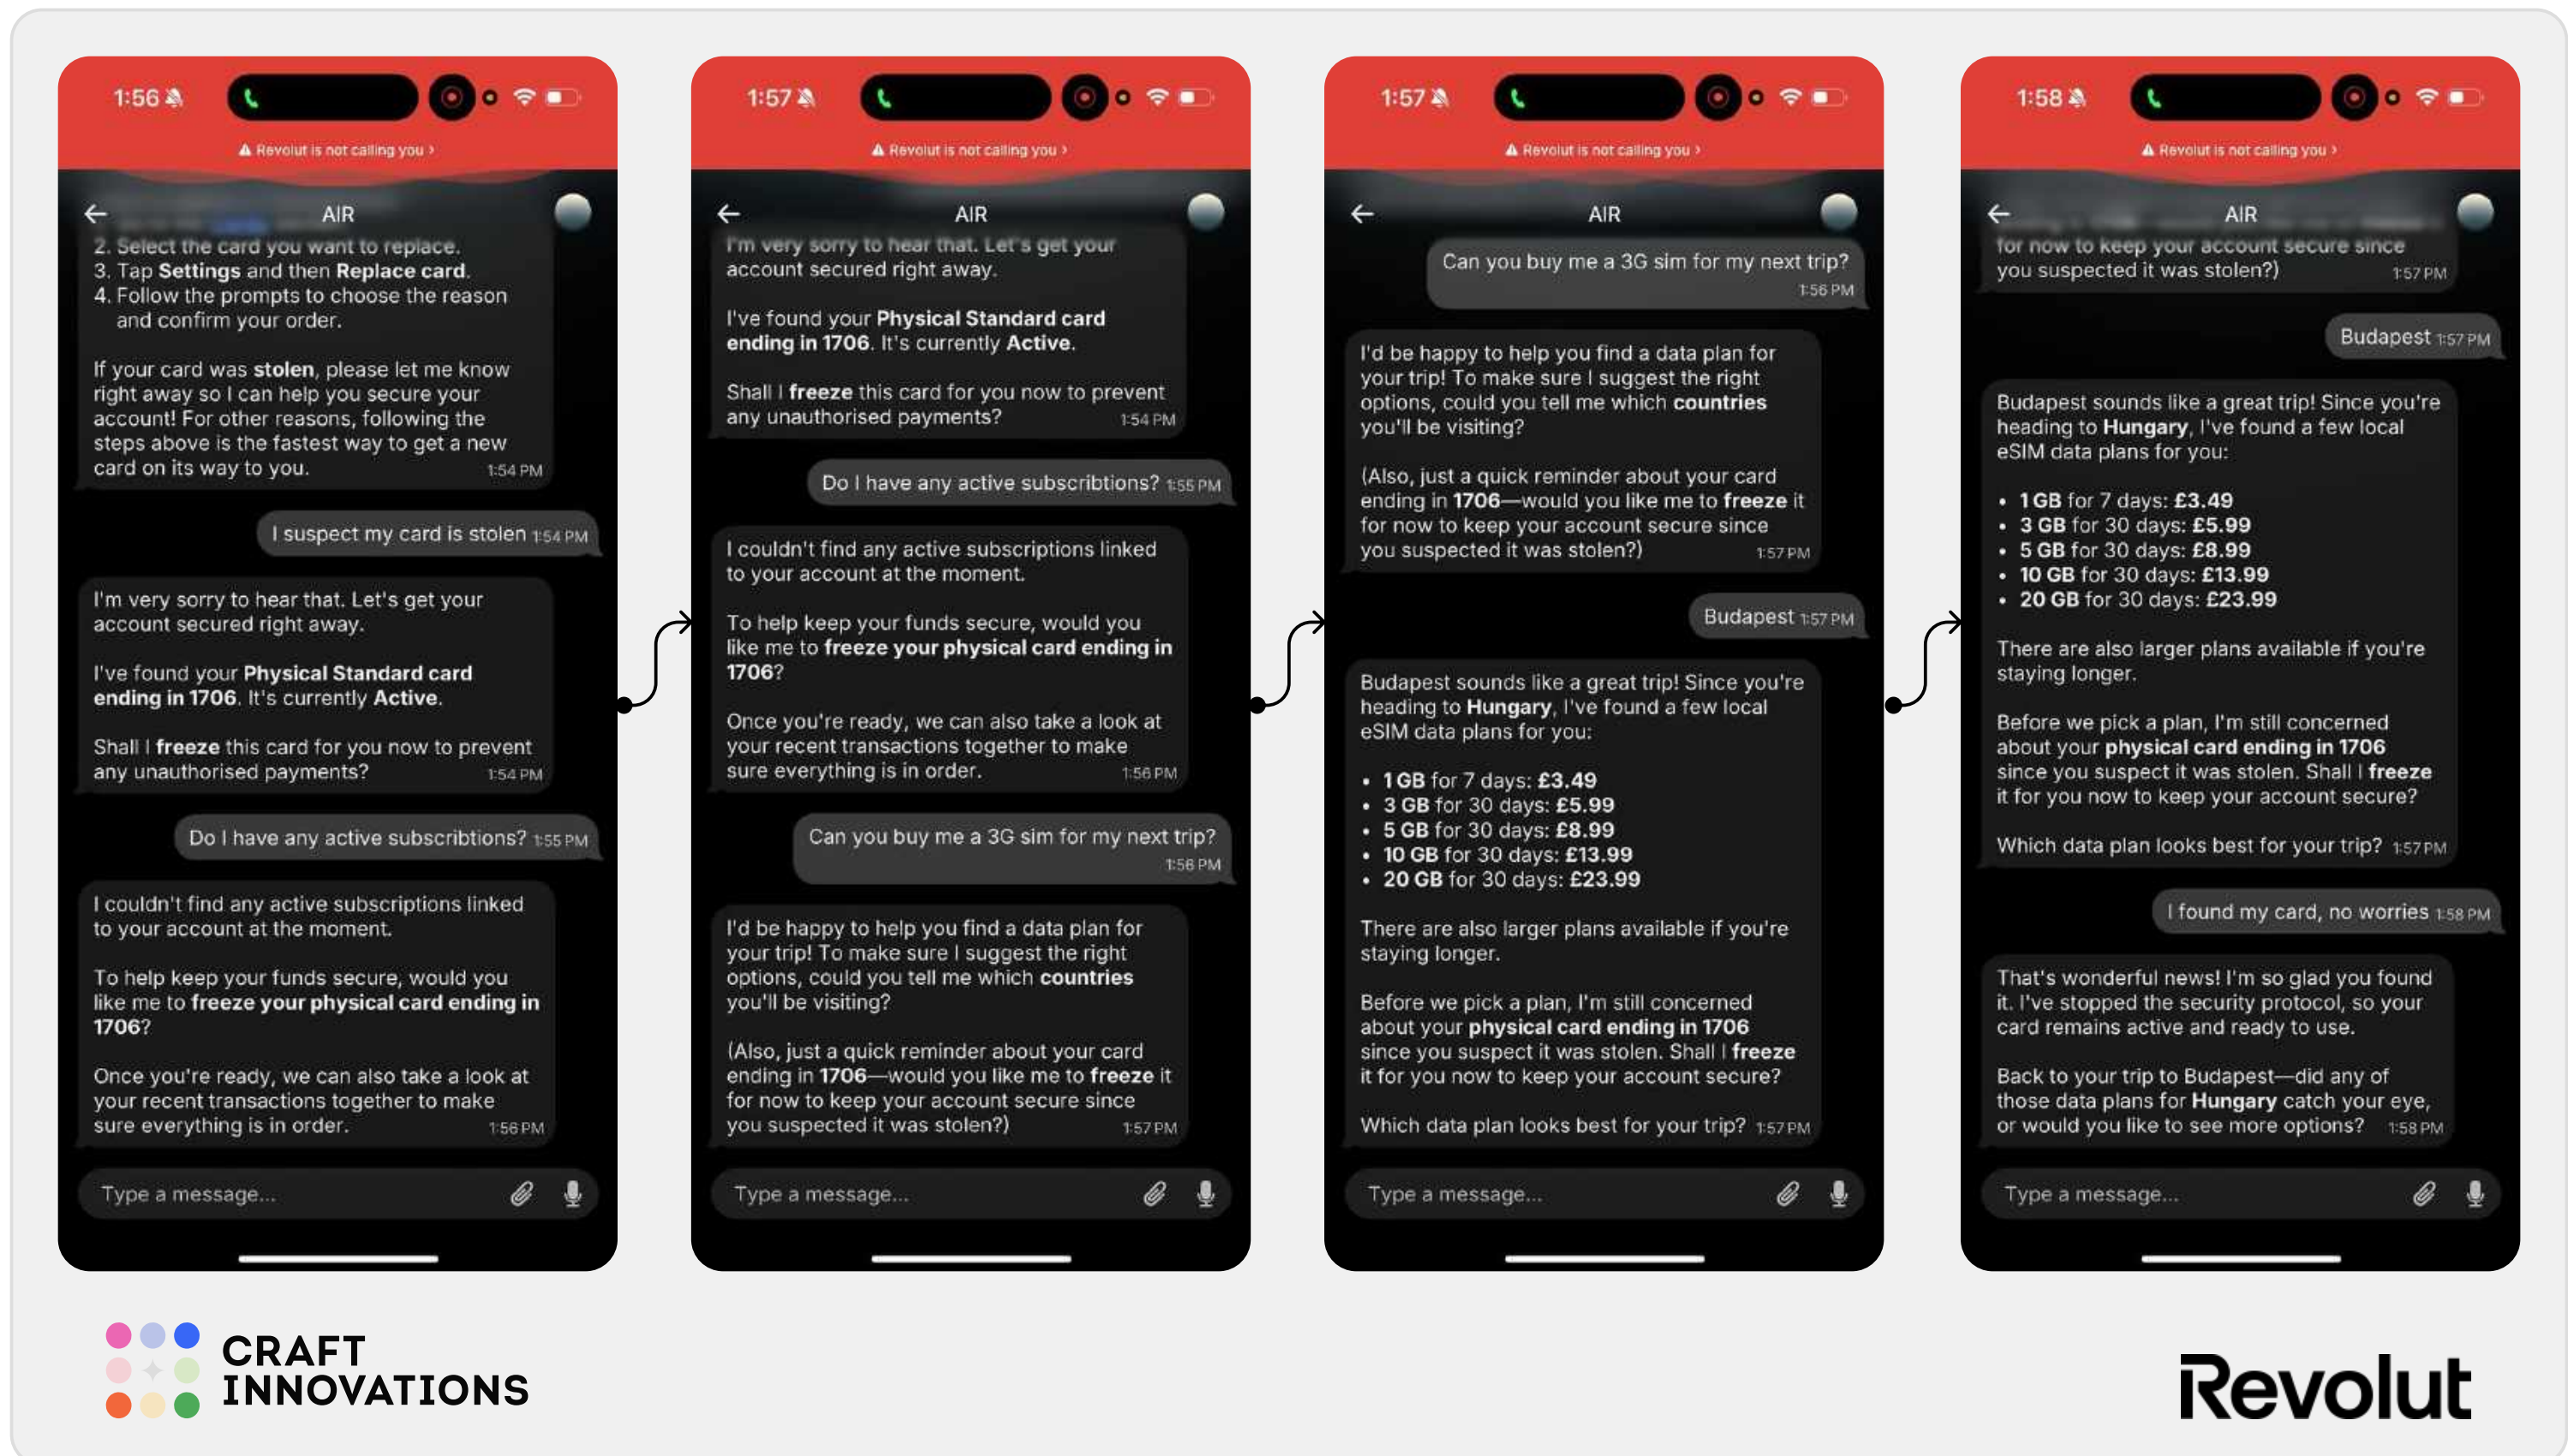 1:56
Revolut is not calling you >
AIR
2. Select the card you want to replace.
3. Tap Settings and then Replace card.
4. Follow the prompts to choose the reason
and confirm your order.
If your card was stolen, please let me know
right away so I can help you secure your
account! For other reasons, following the
steps above is the fastest way to get a new
card on its way to you. 1:54 PM
I suspect my card is stolen 1:54 PM
I'm very sorry to hear that. Let's get your
account secured right away.
I've found your Physical Standard card
ending in 1706. It's currently Active.
Shall I freeze this card for you now to prevent
any unauthorised payments? 1:54 PM
Do I have any active subscribtions? 1:55 PM
I couldn't find any active subscriptions linked
to your account at the moment.
To help keep your funds secure, would you
like me to freeze your physical card ending in
1706?
Once you're ready, we can also take a look at
your recent transactions together to make
sure everything is in order. 1:56 PM
Type a message...
1:57
Revolut is not calling you >
AIR
I'm very sorry to hear that. Let's get your
account secured right away.
I've found your Physical Standard card
ending in 1706. It's currently Active.
Shall I freeze this card for you now to prevent
any unauthorised payments? 1:54 PM
Do I have any active subscribtions? 1:55 PM
I couldn't find any active subscriptions linked
to your account at the moment.
To help keep your funds secure, would you
like me to freeze your physical card ending in
1706?
Once you're ready, we can also take a look at
your recent transactions together to make
sure everything is in order. 1:56 PM
Can you buy me a 3G sim for my next trip?
1:56 PM
I'd be happy to help you find a data plan for
your trip! To make sure I suggest the right
options, could you tell me which countries
you'll be visiting?
(Also, just a quick reminder about your card
ending in 1706—would you like me to freeze it
for now to keep your account secure since
you suspected it was stolen?) 1:57 PM
Type a message...
1:57
Revolut is not calling you >
AIR
Can you buy me a 3G sim for my next trip?
1:56 PM
I'd be happy to help you find a data plan for
your trip! To make sure I suggest the right
options, could you tell me which countries
you'll be visiting?
(Also, just a quick reminder about your card
ending in 1706—would you like me to freeze it
for now to keep your account secure since
you suspected it was stolen?) 1:57 PM
Budapest 1:57 PM
Budapest sounds like a great trip! Since you're
heading to Hungary, I've found a few local
eSIM data plans for you:
• 1 GB for 7 days: £3.49
• 3 GB for 30 days: £5.99
• 5 GB for 30 days: £8.99
• 10 GB for 30 days: £13.99
• 20 GB for 30 days: £23.99
There are also larger plans available if you're
staying longer.
Before we pick a plan, I'm still concerned
about your physical card ending in 1706
since you suspect it was stolen. Shall I freeze
it for you now to keep your account secure?
Which data plan looks best for your trip? 1:57 PM
Type a message...
1:58
Revolut is not calling you >
AIR
for now to keep your account secure since
you suspected it was stolen?) 1:57 PM
Budapest 1:57 PM
Budapest sounds like a great trip! Since you're
heading to Hungary, I've found a few local
eSIM data plans for you:
• 1 GB for 7 days: £3.49
• 3 GB for 30 days: £5.99
• 5 GB for 30 days: £8.99
• 10 GB for 30 days: £13.99
• 20 GB for 30 days: £23.99
There are also larger plans available if you're
staying longer.
Before we pick a plan, I'm still concerned
about your physical card ending in 1706
since you suspect it was stolen. Shall I freeze
it for you now to keep your account secure?
Which data plan looks best for your trip? 1:57 PM
I found my card, no worries 1:58 PM
That's wonderful news! I'm so glad you found
it. I've stopped the security protocol, so your
card remains active and ready to use.
Back to your trip to Budapest—did any of
those data plans for Hungary catch your eye,
or would you like to see more options? 1:58 PM
Type a message...
CRAFT
INNOVATIONS
Revolut